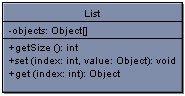 List
-objects: Object[]
+getSize (): int
+set (index: int, value: Object): void
+get (index: int): Object